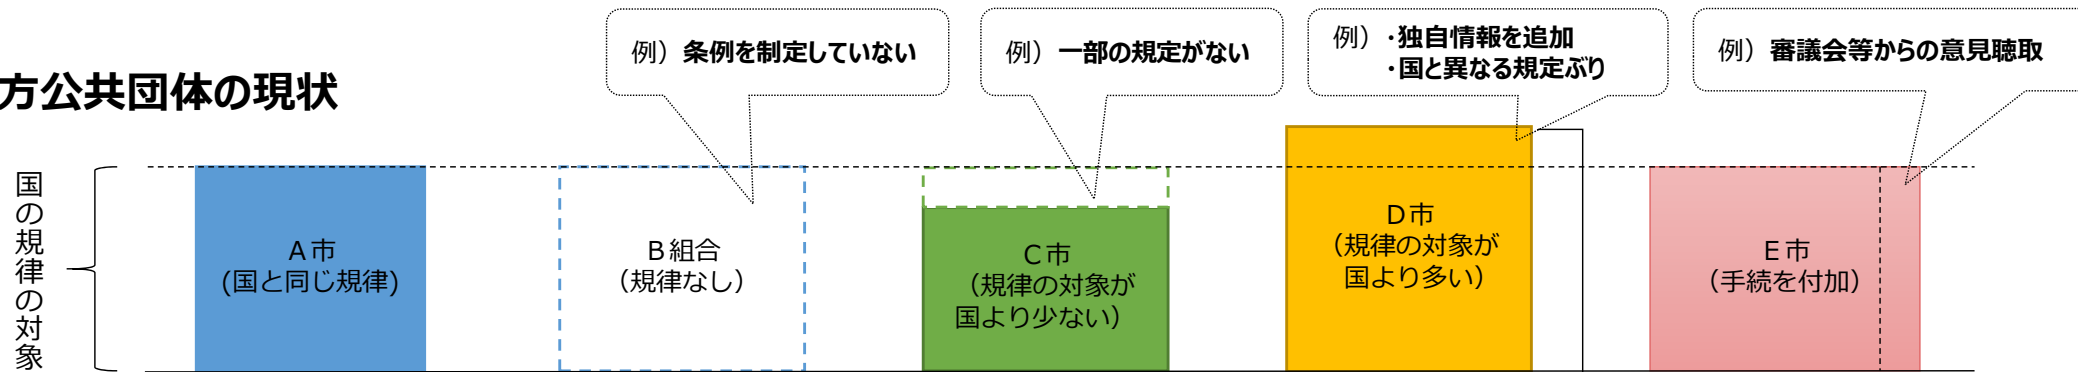 方公共団体の現状
例）条例を制定していない
例）一部の規定がない
例）・独自情報を追加
・国と異なる規定ぶり
例）審議会等からの意見聴取
国の規律の対象
Ａ市
(国と同じ規律)
Ｂ組合
（規律なし）
Ｃ市
（規律の対象が
国より少ない）
Ｄ市
（規律の対象が
国より多い）
Ｅ市
（手続を付加）